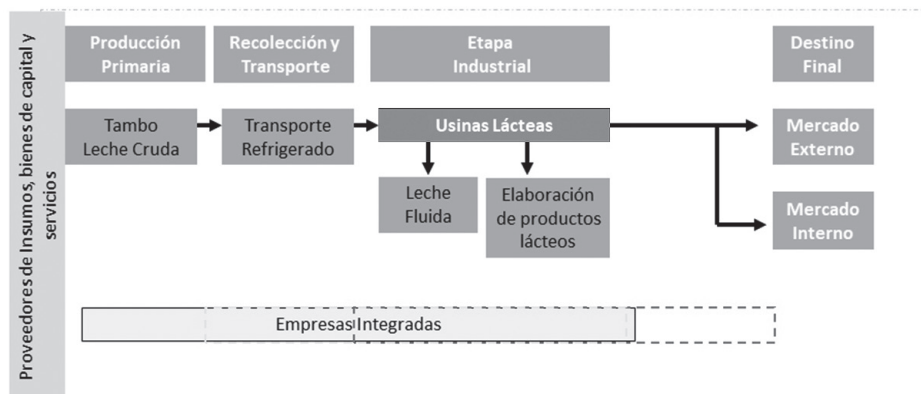 Proveedores de Insumos, bienes de capital y
servicios
Producción
Primaria
Recolección y
Transporte
Etapa
Industrial
Destino
Final
Tambo
Leche Cruda
Transporte
Refrigerado
Usinas Lácteas
Mercado
Externo
Leche
Fluida
Elaboración
de productos
lácteos
Mercado
Interno
Empresas Integradas